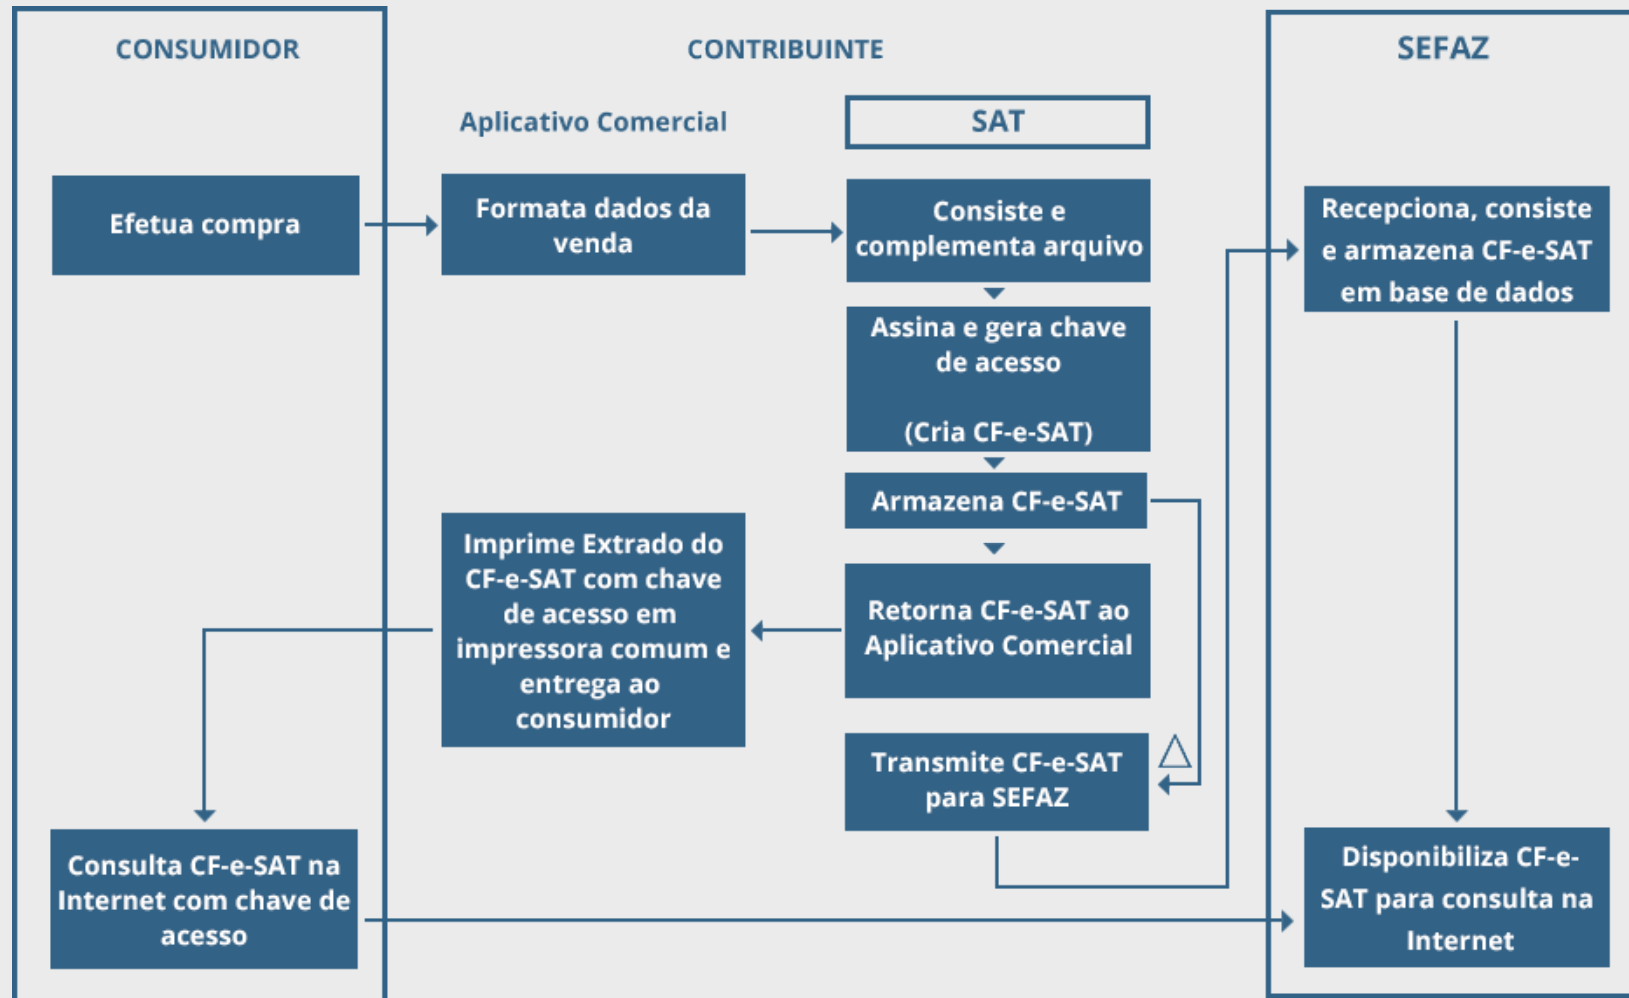 CONSUMIDOR
CONTRIBUINTE
SEFAZ
Aplicativo Comercial
SAT
Efetua compra
Formata dados da
venda
Consiste e
complementa arquivo
Recepciona, consiste
e armazena CF-e-SAT
em base de dados
Assina e gera chave
de acesso
(Cria CF-e-SAT)
Armazena CF-e-SAT
Imprime Extrado do
CF-e-SAT com chave
de acesso em
impressora comum e
entrega ao
consumidor
Retorna CF-e-SAT ao
Aplicativo Comercial
Transmite CF-e-SAT
para SEFAZ
Consulta CF-e-SAT na
Internet com chave de
acesso
Disponibiliza CF-e-
SAT para consulta na
Internet